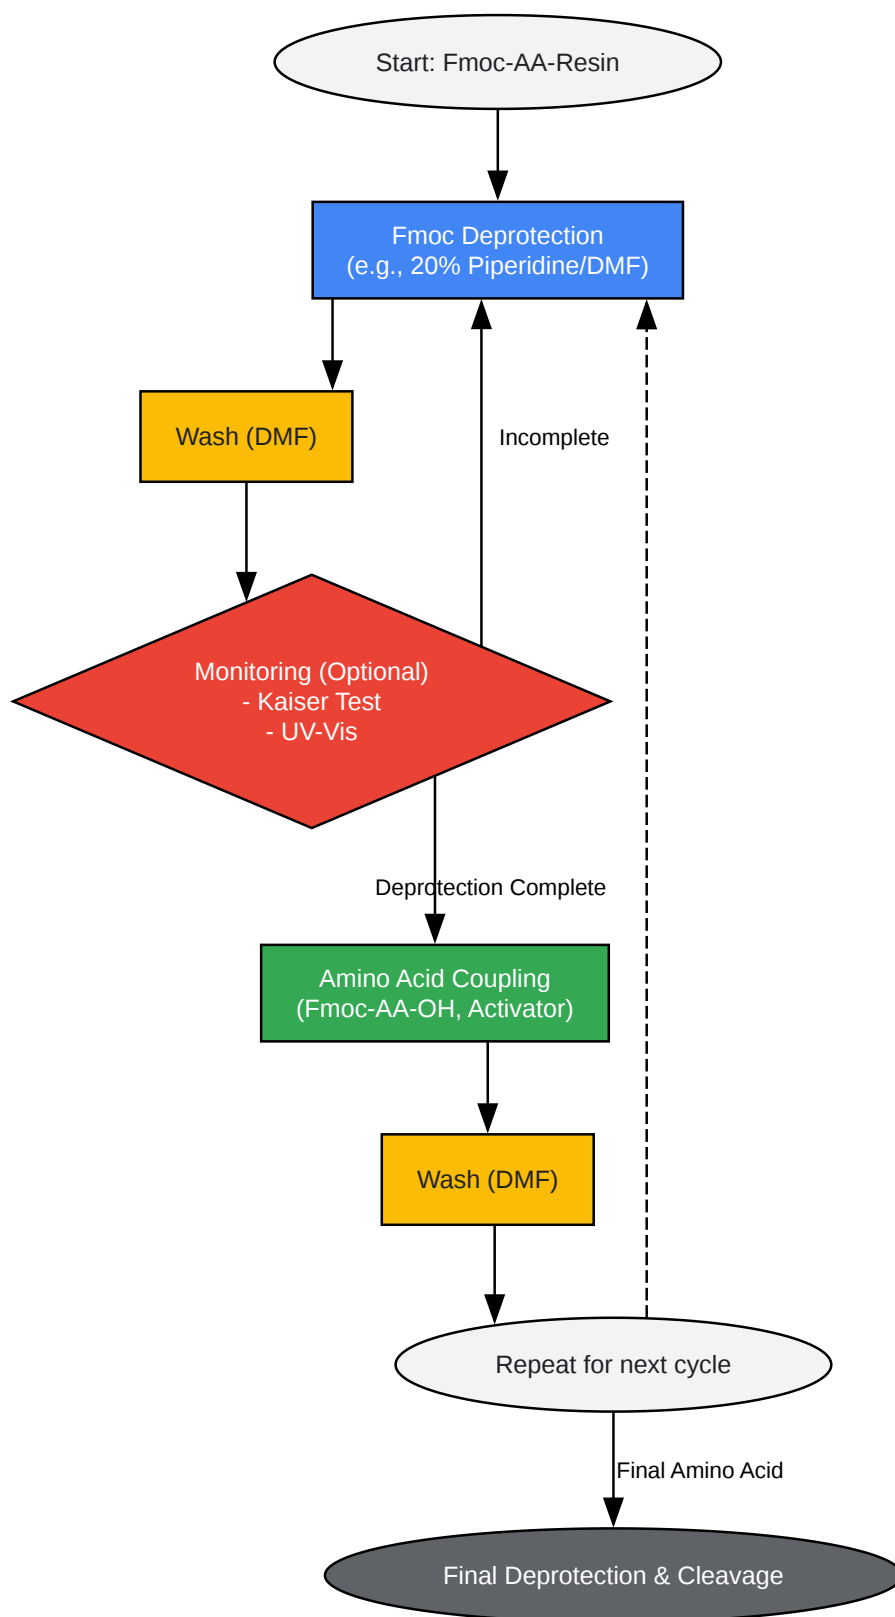 Start: Fmoc-AA-Resin
Fmoc Deprotection
(e.g., 20% Piperidine/DMF)
Wash (DMF)
Incomplete
Monitoring (Optional)
- Kaiser Test
- UV-Vis
Deprotection Complete
Amino Acid Coupling
(Fmoc-AA-OH, Activator)
Wash (DMF)
Repeat for next cycle
Final Amino Acid
Final Deprotection & Cleavage